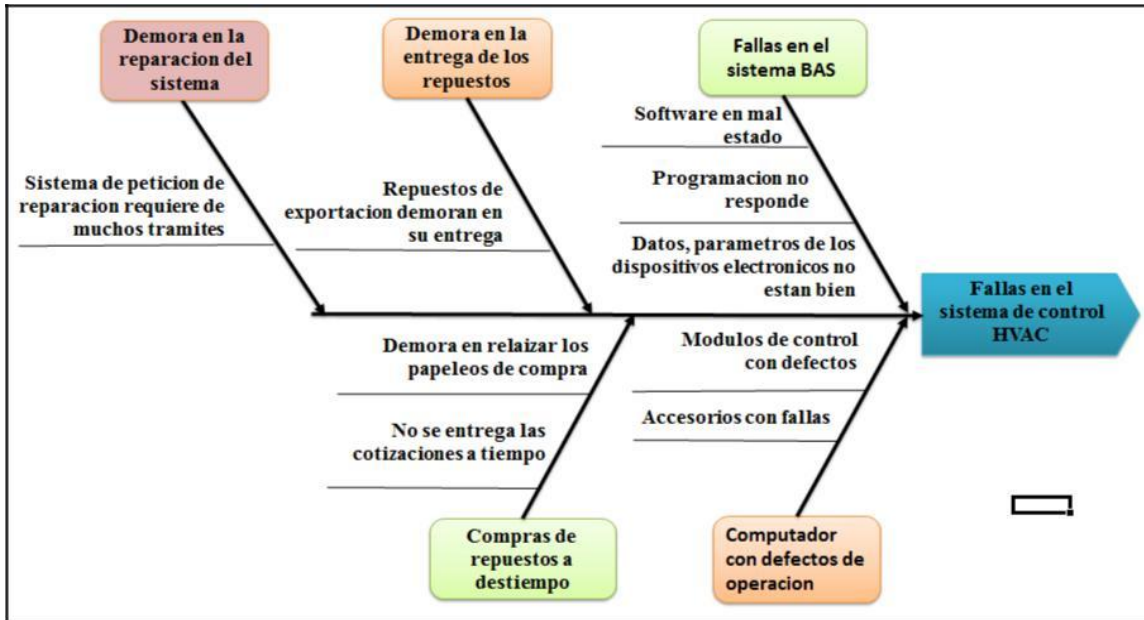 Demora en la
reparacion del
sistema
Demora en la
entrega de los
repuestos
Fallas en el
sistema BAS
Software en mal
estado
Sistema de peticion de
reparacion requiere de
muchos tramites
Repuestos de
exportacion demoran en
su entrega
Programacion no
responde
Datos, parametros de los
dispositivos electronicos no
estan bien
Fallas en el
sistema de control
HVAC
Demora en relaizar los
papeleos de compra
Modulos de control
con defectos
No se entrega las
cotizaciones a tiempo
Accesorios con fallas
Compras de
repuestos a
destiempo
Computador
con defectos de
operacion